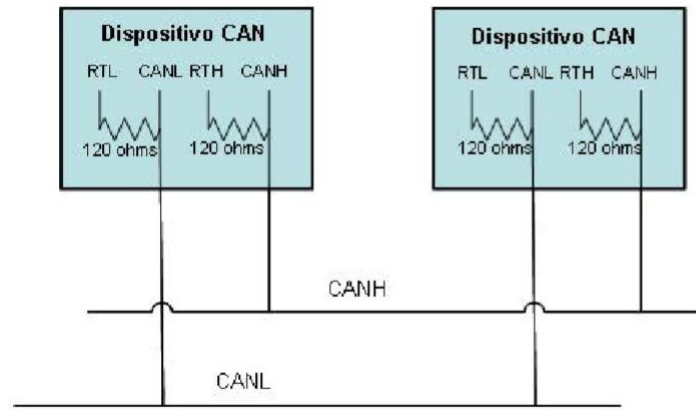 Dispositivo CAN
RTL CANL RTH CANH
120 ohms 120 ohms
Dispositivo CAN
RTL CANL RTH CANH
120 ohms 120 ohms
CANH
CANL